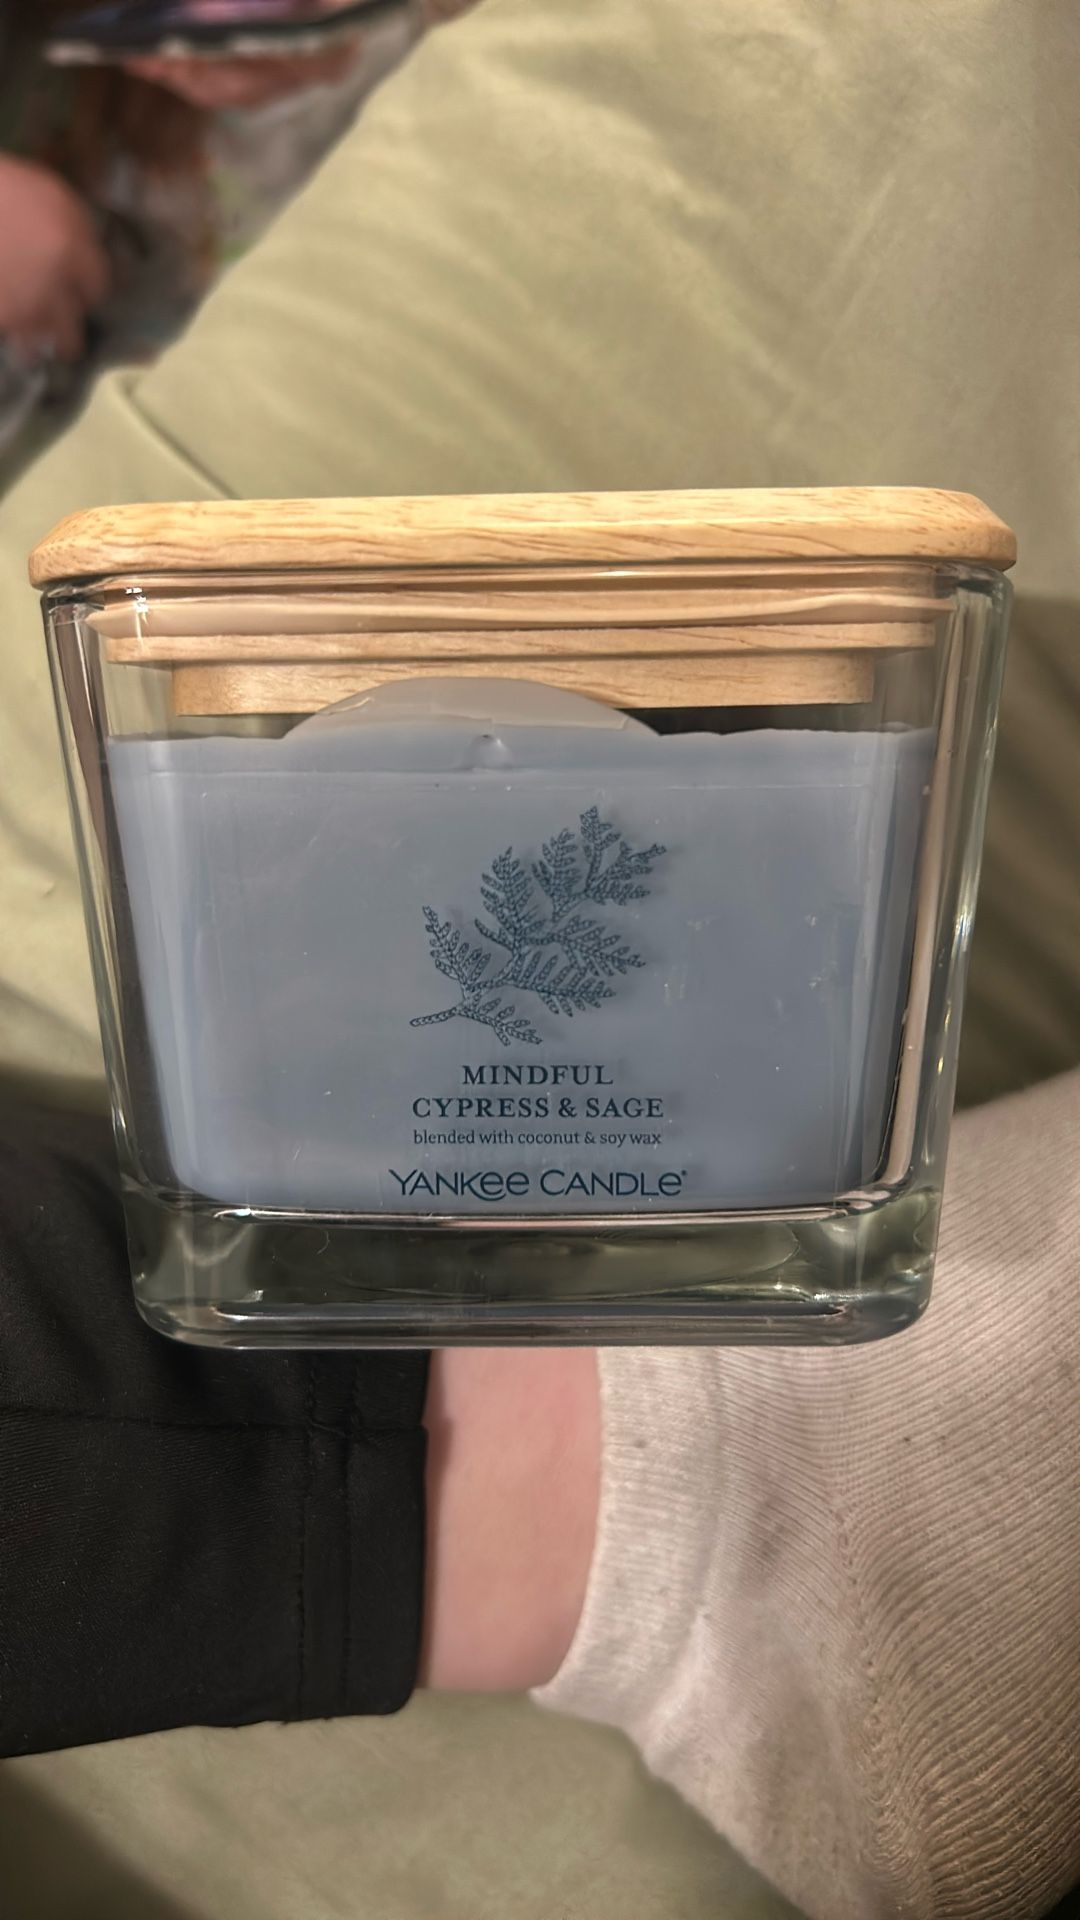 MINDFUL
CYPRESS & SAGE
blended with coconut & soy wax
YANKEE CANDLE®